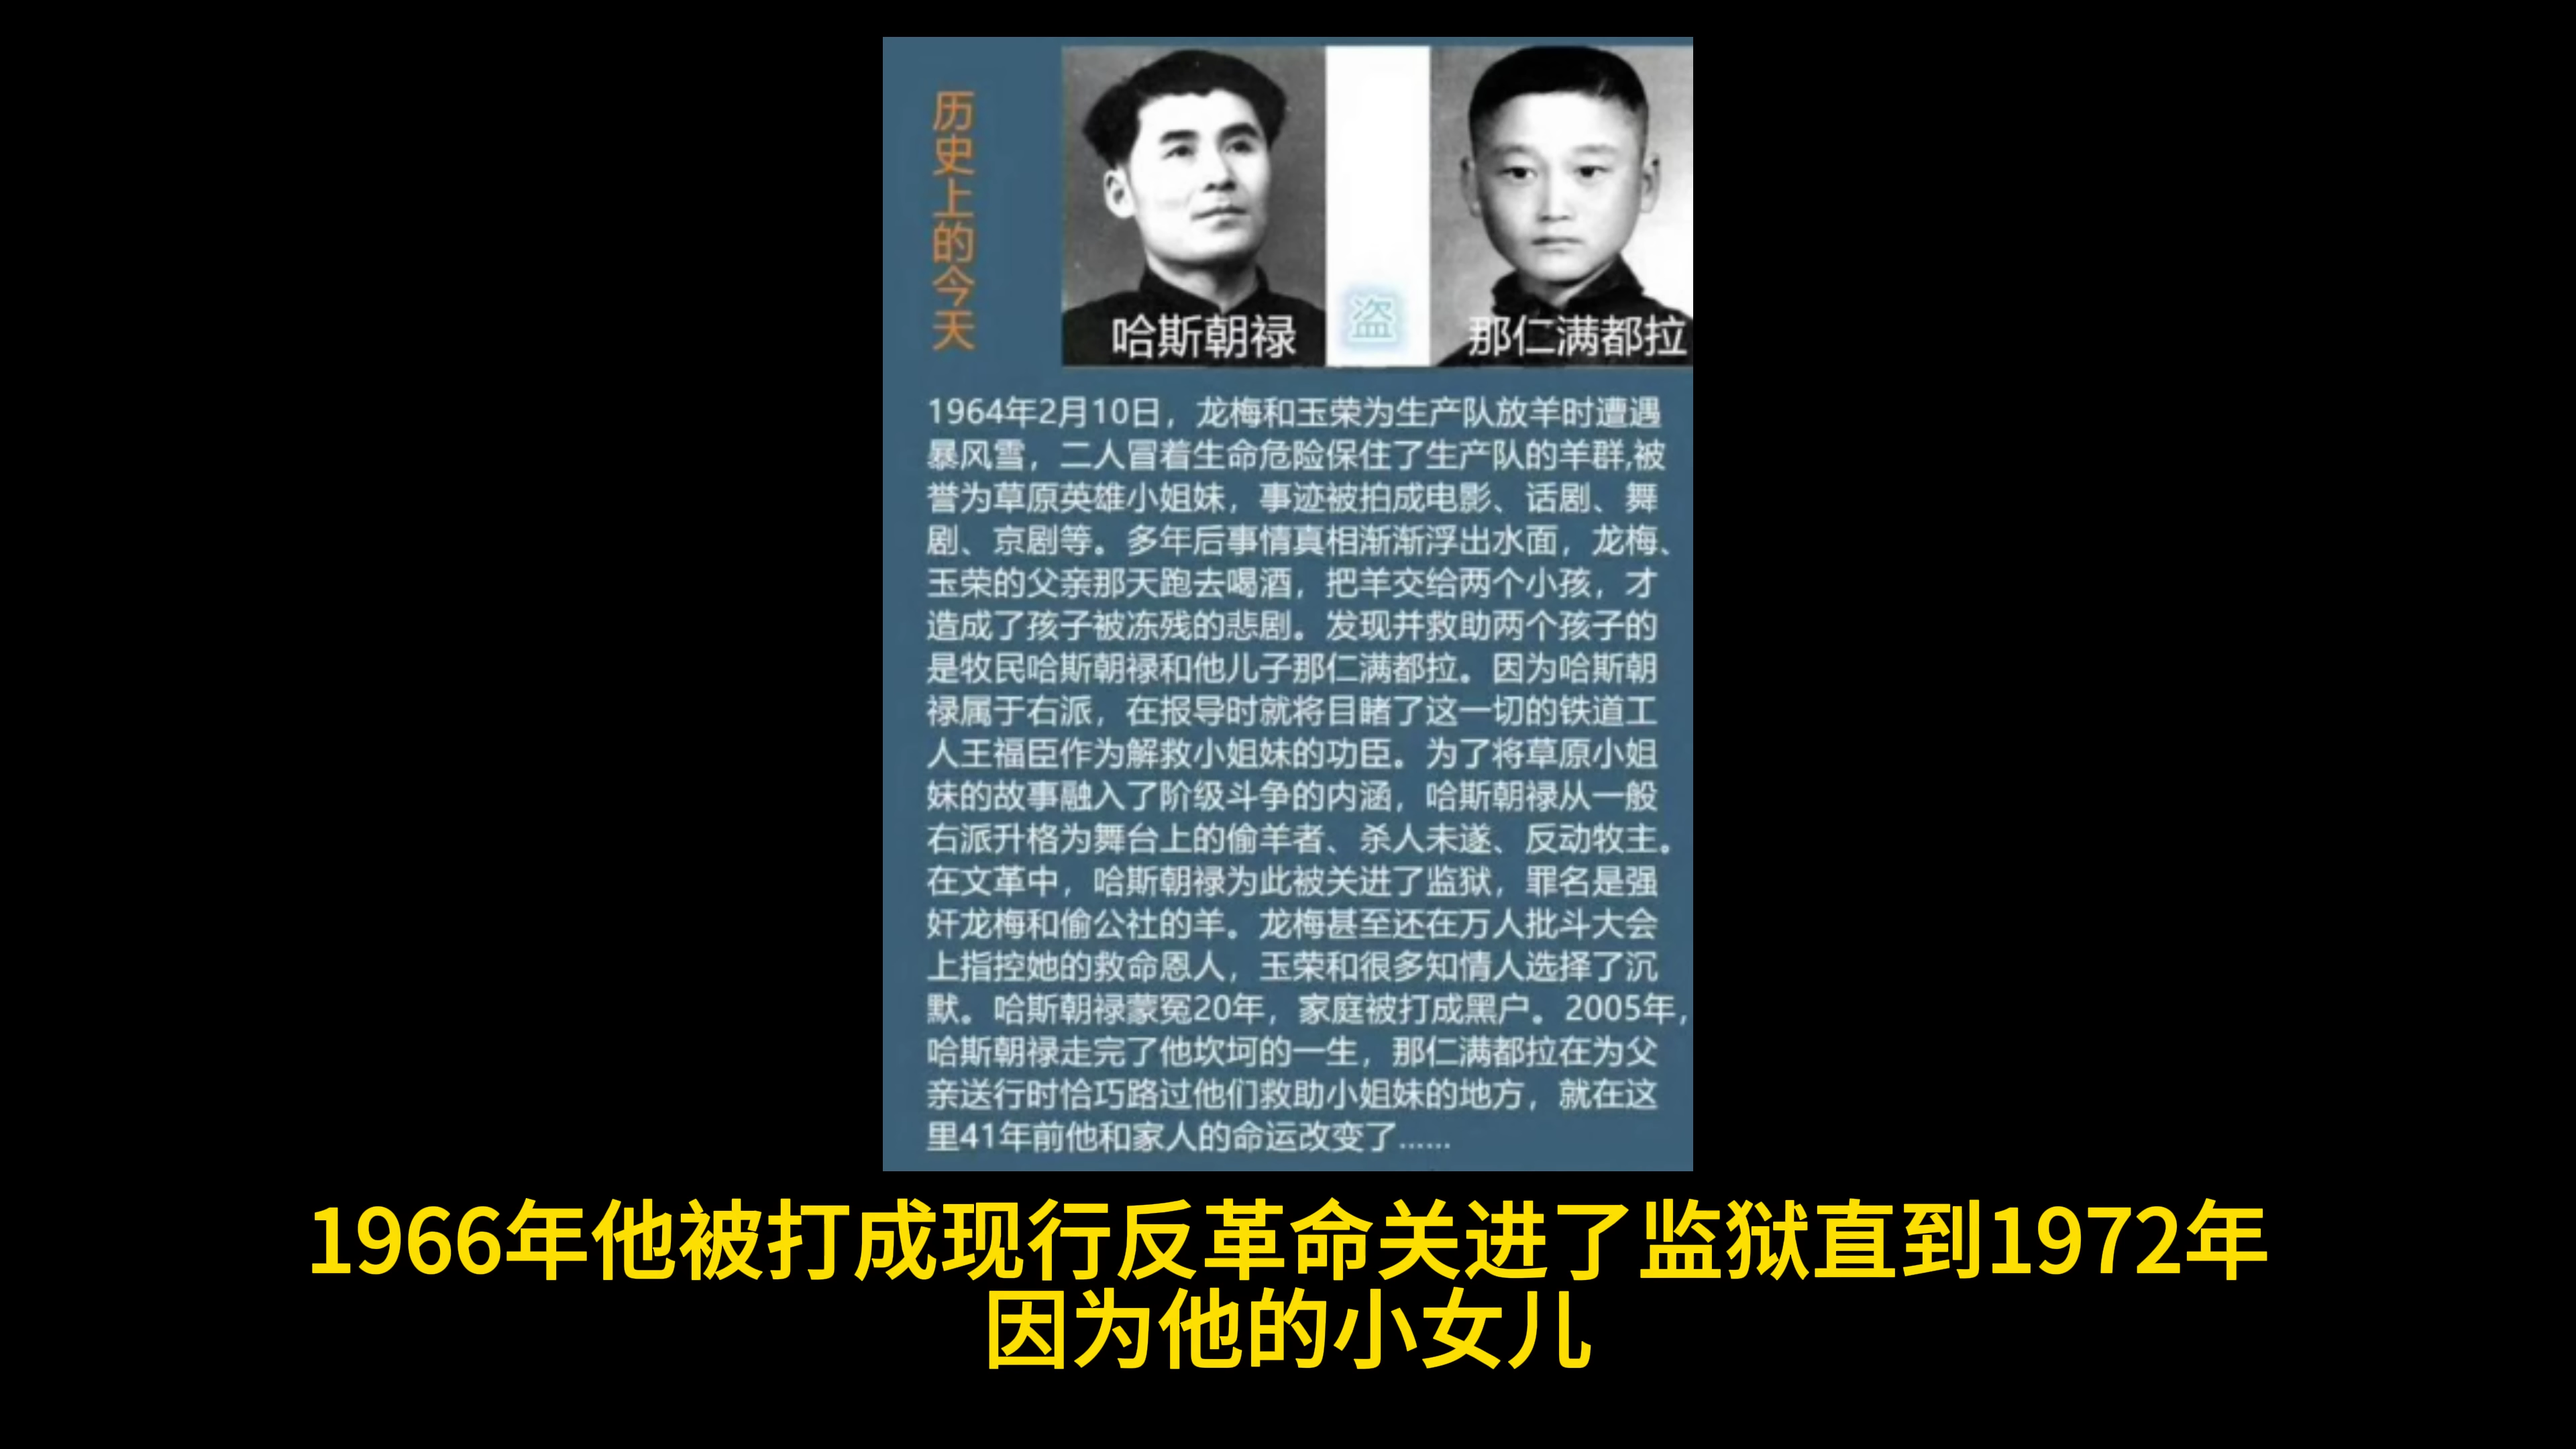 历史上的今天
哈斯朝禄
盗
那仁满都拉
1964年2月10日，龙梅和玉荣为生产队放羊时遭遇
暴风雪，二人冒着生命危险保住了生产队的羊群,被
誉为草原英雄小姐妹，事迹被拍成电影、话剧、舞
剧、京剧等。多年后事情真相渐渐浮出水面，龙梅、
玉荣的父亲那天跑去喝酒，把羊交给两个小孩，才
造成了孩子被冻残的悲剧。发现并救助两个孩子的
是牧民哈斯朝禄和他儿子那仁满都拉。因为哈斯朝
禄属于右派，在报导时就将目睹了这一切的铁道工
人王福臣作为解救小姐妹的功臣。为了将草原小姐
妹的故事融入了阶级斗争的内涵，哈斯朝禄从一般
右派升格为舞台上的偷羊者、杀人未遂、反动牧主。
在文革中，哈斯朝禄为此被关进了监狱，罪名是强
奸龙梅和偷公社的羊。龙梅甚至还在万人批斗大会
上指控她的救命恩人，玉荣和很多知情人选择了沉
默。哈斯朝禄蒙冤20年，家庭被打成黑户。2005年，
哈斯朝禄走完了他坎坷的一生，那仁满都拉在为父
亲送行时恰巧路过他们救助小姐妹的地方，就在这
里41年前他和家人的命运改变了……
1966年他被打成现行反革命关进了监狱直到1972年
因为他的小女儿